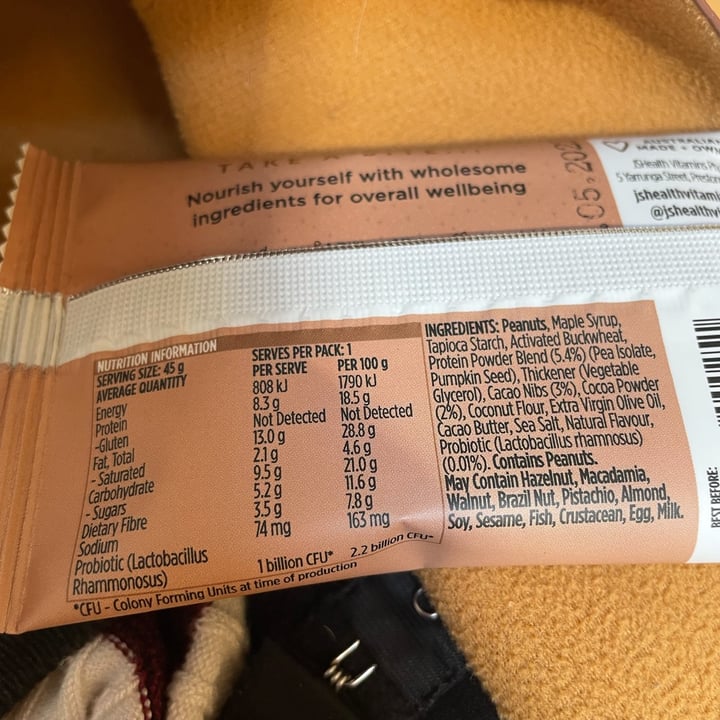 TAKE A
Nourish yourself with wholesome
ingredients for overall wellbeing
05, 202
AUSTRALIAN
MADE + OWN
JSHealth Vitamins
5 Yarrunga Street,
jshealthvitam
@jshealthv
NUTRITION INFORMATION
SERVING SIZE: 45 g SERVES PER PACK: 1
AVERAGE QUANTITY PER SERVE PER 100 g
Energy 808 kJ 1790 kJ
Protein 8.3 g 18.5 g
-Gluten Not Detected Not Detected
Fat, Total 13.0 g 28.8 g
- Saturated 2.1 g 4.6 g
Carbohydrate 9.5 g 21.0 g
- Sugars 5.2 g 11.6 g
Dietary Fibre 3.5 g 7.8 g
Sodium 74 mg 163 mg
Probiotic (Lactobacillus
Rhammonosus) 1 billion CFU* 2.2 billion CFU*
*CFU - Colony Forming Units at time of production
INGREDIENTS: Peanuts, Maple Syrup,
Tapioca Starch, Activated Buckwheat,
Protein Powder Blend (5.4%) (Pea Isolate,
Pumpkin Seed), Thickener (Vegetable
Glycerol), Cacao Nibs (3%), Cocoa Powder
(2%), Coconut Flour, Extra Virgin Olive Oil,
Cacao Butter, Sea Salt, Natural Flavour,
Probiotic (Lactobacillus rhamnosus)
(0.01%). Contains Peanuts.
May Contain Hazelnut, Macadamia,
Walnut, Brazil Nut, Pistachio, Almond,
Soy, Sesame, Fish, Crustacean, Egg, Milk.
BEST BEFORE: